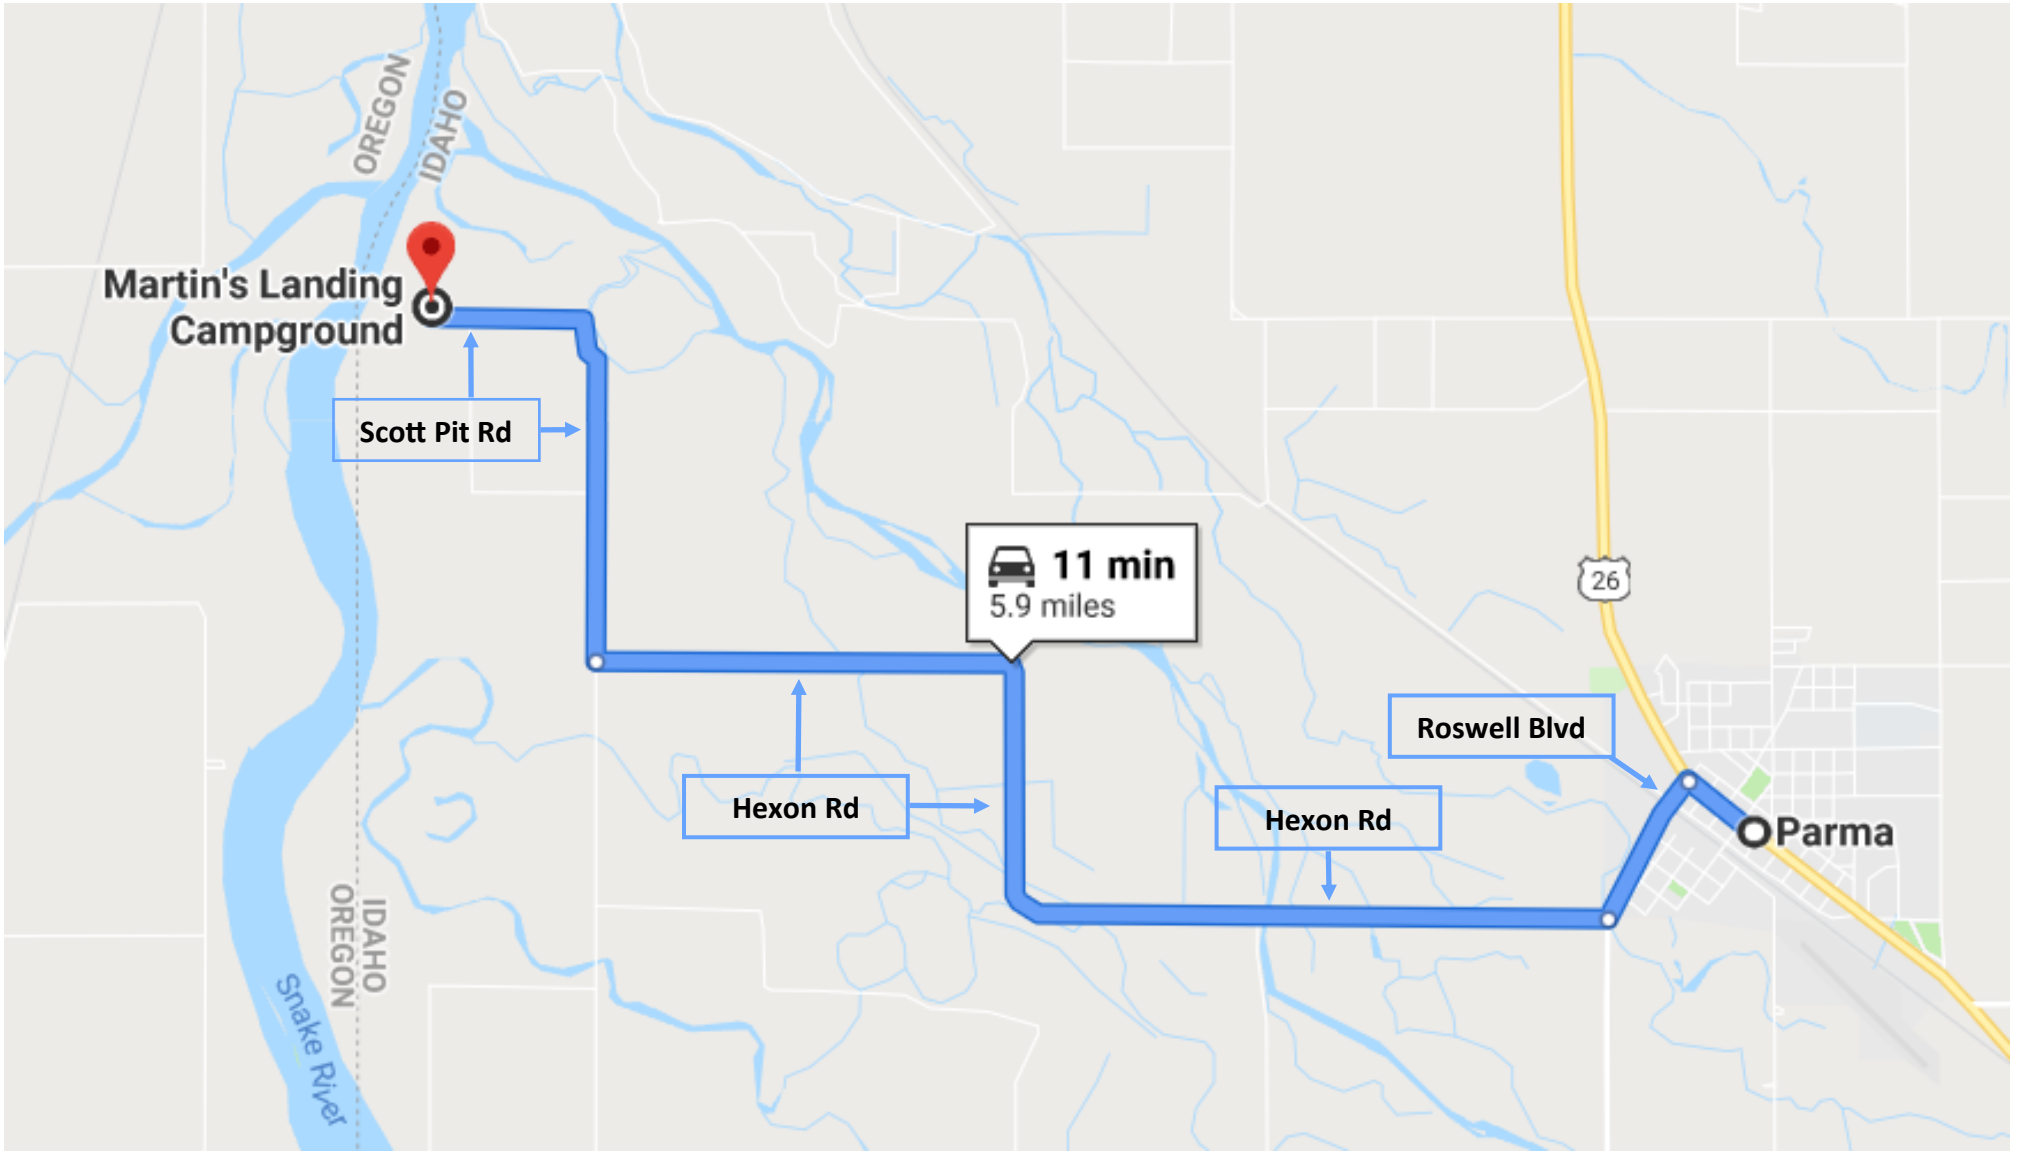 OREGON
IDAHO
Martin's Landing
Campground
Scott Pit Rd
11 min
5.9 miles
26
Roswell Blvd
Hexon Rd
Hexon Rd
Parma
IDAHO
OREGON
Snake River